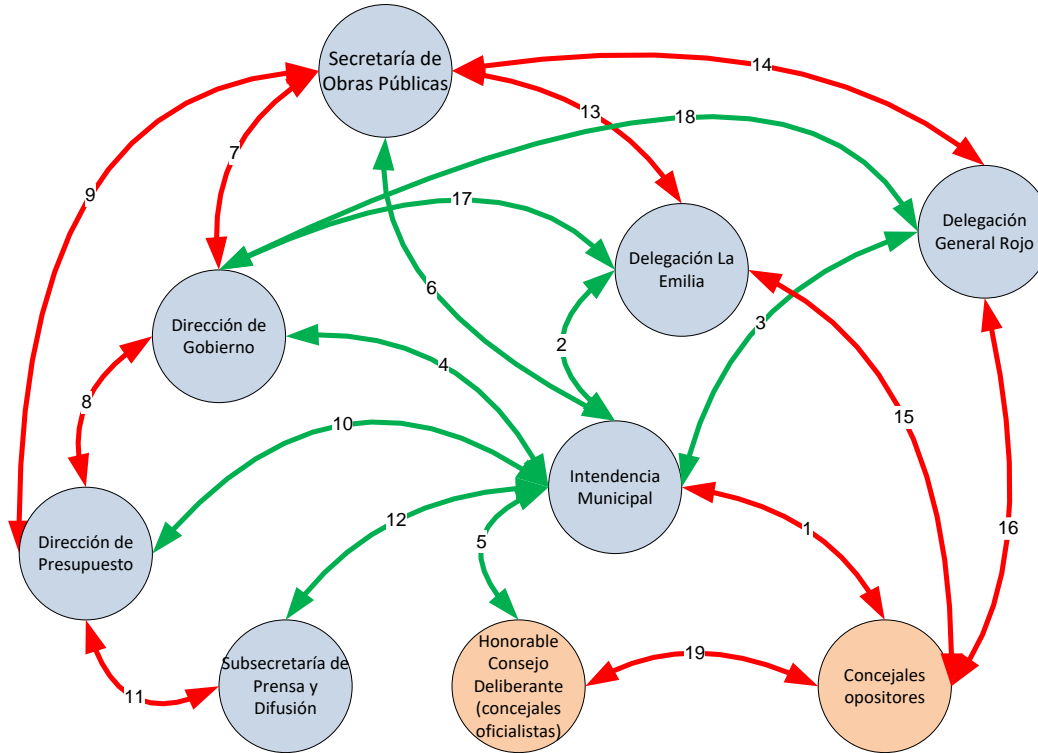 Secretaría de
Obras Públicas
14
13
18
7
9
17
Delegación
General Rojo
Delegación La
Emilia
6
3
Dirección de
Gobierno
2
4
8
15
10
Intendencia
Municipal
12
1
16
5
Dirección de
Presupuesto
Honorable
Consejo
Deliberante
(concejales
oficialistas)
19
Subsecretaría de
Prensa y
Difusión
Concejales
opositores
11